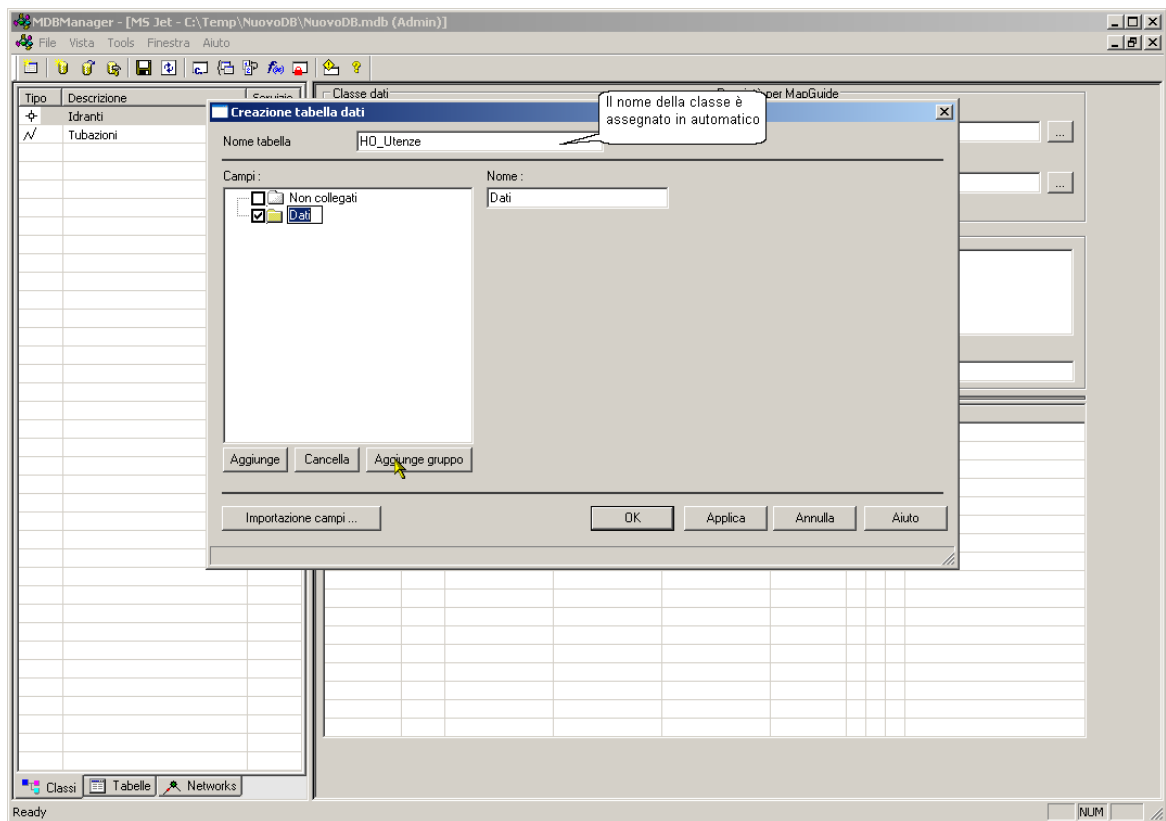 MDBManager - [MS Jet - C:\Temp\NuovoDB\NuovoDB.mdb (Admin)]
File Vista Tools Finestra Aiuto
Tipo Descrizione Servizio
Idranti
Tubazioni
Classe dati
per MapGuide
...
...
Creazione tabella dati
Il nome della classe è
assegnato in automatico
Nome tabella HO_Utenze
Campi :
Nome :
Non collegati
Dati
Dati
Aggiunge Cancella Aggiunge gruppo
Importazione campi ... OK Applica Annulla Aiuto
Classi Tabelle Networks
Ready NUM